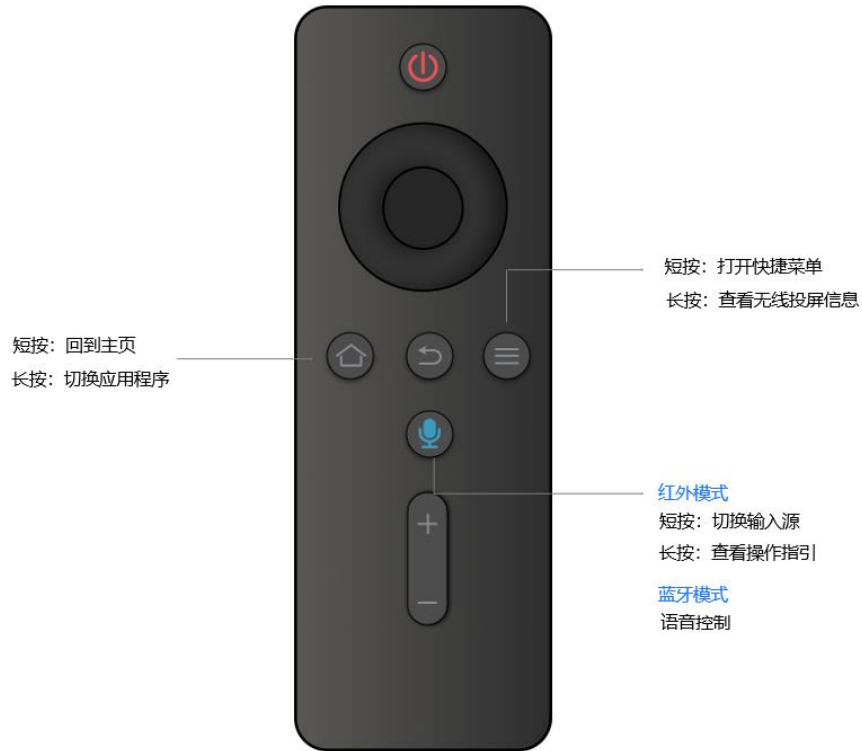 短按：打开快捷菜单
长按：查看无线投屏信息
短按：回到主页
长按：切换应用程序
红外模式
短按：切换输入源
长按：查看操作指引
蓝牙模式
语音控制